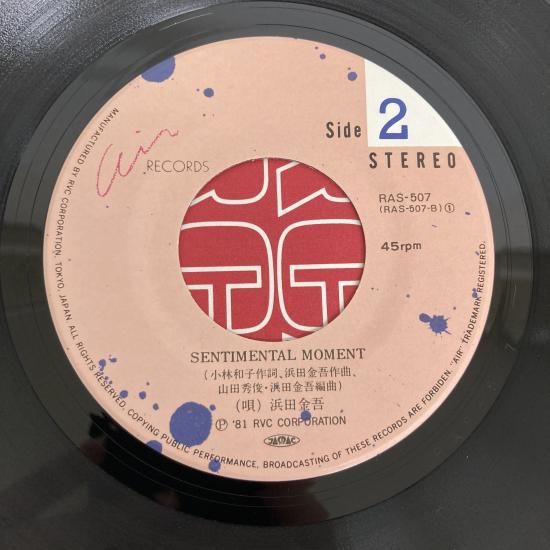 Side 2
STEREO
Air RECORDS
RAS-507
(RAS-507-B)①
45rpm
SENTIMENTAL MOMENT
(小林和子作詞、浜田金吾作曲、
山田秀俊・浜田金吾編曲)
(唄) 浜田金吾
Ⓟ '81 RVC CORPORATION
JASRAC
MANUFACTURED BY RVC CORPORATION, TOKYO, JAPAN. ALL RIGHTS RESERVED. COPYING PUBLIC PERFORMANCE, BROADCASTING OF THESE RECORDS ARE FORBIDDEN. "AIR" TRADEMARK REGISTERED.